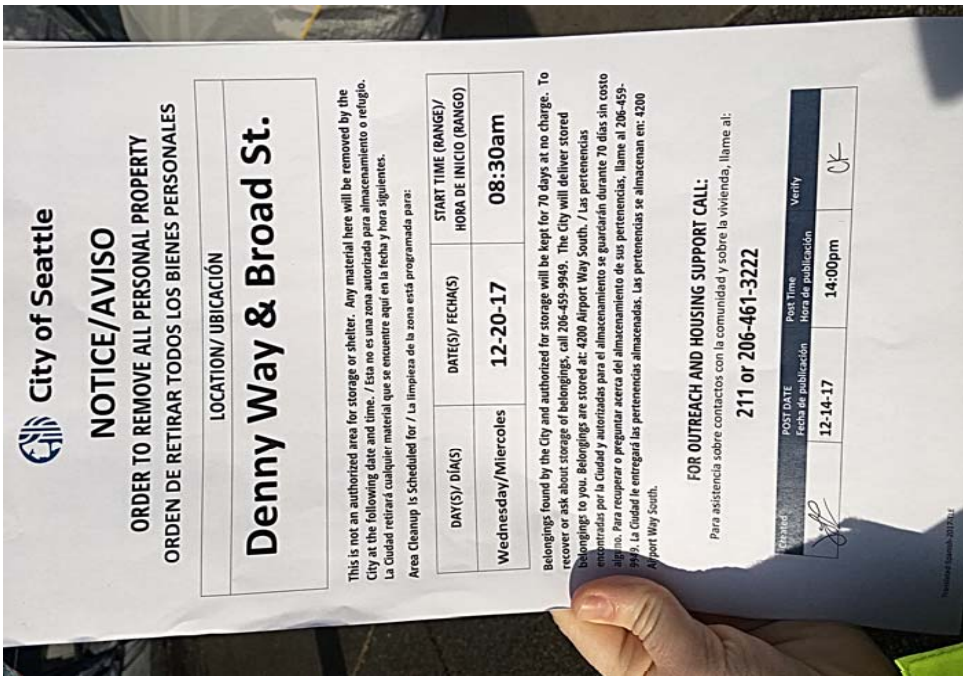 City of Seattle
NOTICE/AVISO
ORDER TO REMOVE ALL PERSONAL PROPERTY
ORDEN DE RETIRAR TODOS LOS BIENES PERSONALES
LOCATION/ UBICACIÓN
Denny Way & Broad St.
This is not an authorized area for storage or shelter. Any material here will be removed by the
City at the following date and time. / Esta no es una zona autorizada para almacenamiento o refugio.
La Ciudad retirará cualquier material que se encuentre aquí en la fecha y hora siguientes.
Area Cleanup Is Scheduled for / La limpieza de la zona está programada para:
DAY(S)/ DÍA(S) DATE(S)/ FECHA(S) START TIME (RANGE)/
HORA DE INICIO (RANGO)
Wednesday/Miercoles 12-20-17 08:30am
Belongings found by the City and authorized for storage will be kept for 70 days at no charge. To
recover or ask about storage of belongings, call 206-459-9949. The City will deliver stored
belongings to you. Belongings are stored at: 4200 Airport Way South. / Las pertenencias
encontradas por la Ciudad y autorizadas para el almacenamiento se guardarán durante 70 días sin costo
alguno. Para recuperar o preguntar acerca del almacenamiento de sus pertenencias, llame al 206-459-
9949. La Ciudad le entregará las pertenencias almacenadas. Las pertenencias se almacenan en: 4200
Airport Way South.
FOR OUTREACH AND HOUSING SUPPORT CALL:
Para asistencia sobre contactos con la comunidad y sobre la vivienda, llame al:
211 or 206-461-3222
POST DATE Post Time Verify
Fecha de publicación Hora de publicación
12-14-17 14:00pm CK